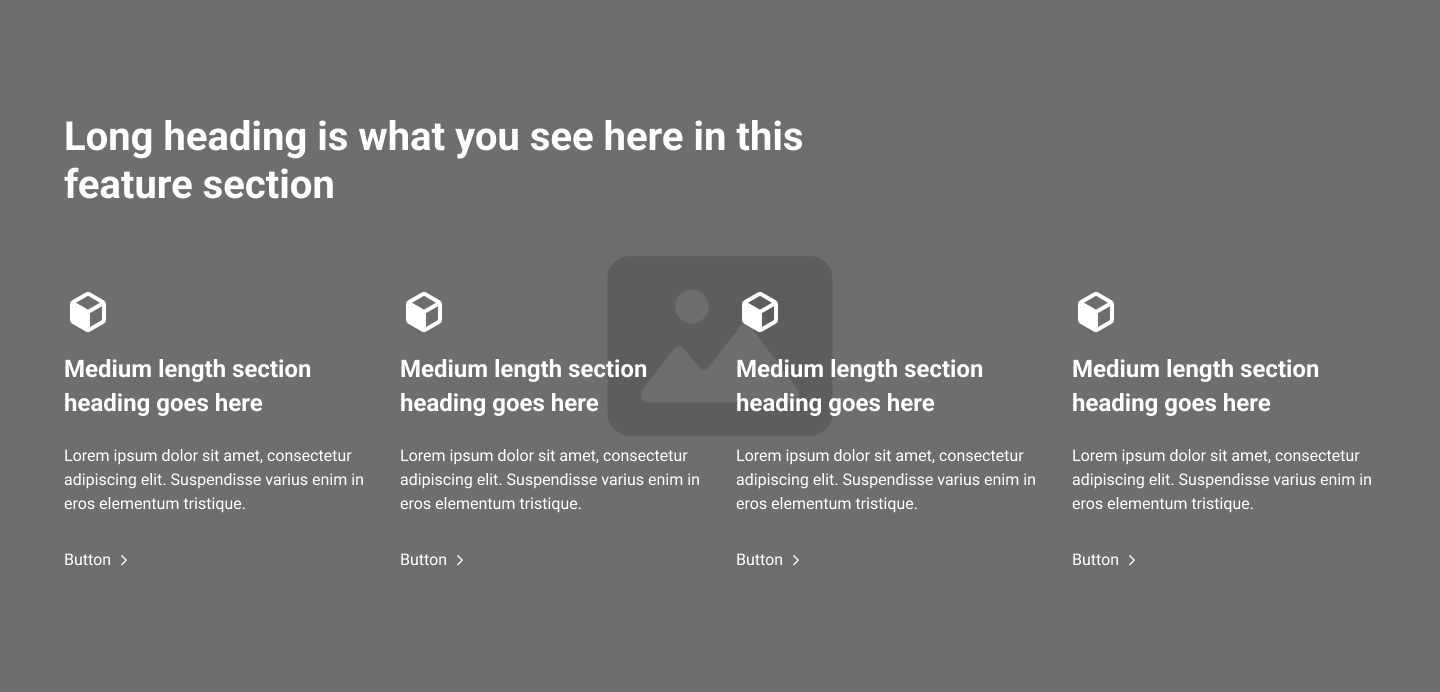 Long heading is what you see here in this
feature section
Medium length section
heading goes here
Lorem ipsum dolor sit amet, consectetur
adipiscing elit. Suspendisse varius enim in
eros elementum tristique.
Button
Medium length section
heading goes here
Lorem ipsum dolor sit amet, consectetur
adipiscing elit. Suspendisse varius enim in
eros elementum tristique.
Button
Medium length section
heading goes here
Lorem ipsum dolor sit amet, consectetur
adipiscing elit. Suspendisse varius enim in
eros elementum tristique.
Button
Medium length section
heading goes here
Lorem ipsum dolor sit amet, consectetur
adipiscing elit. Suspendisse varius enim in
eros elementum tristique.
Button